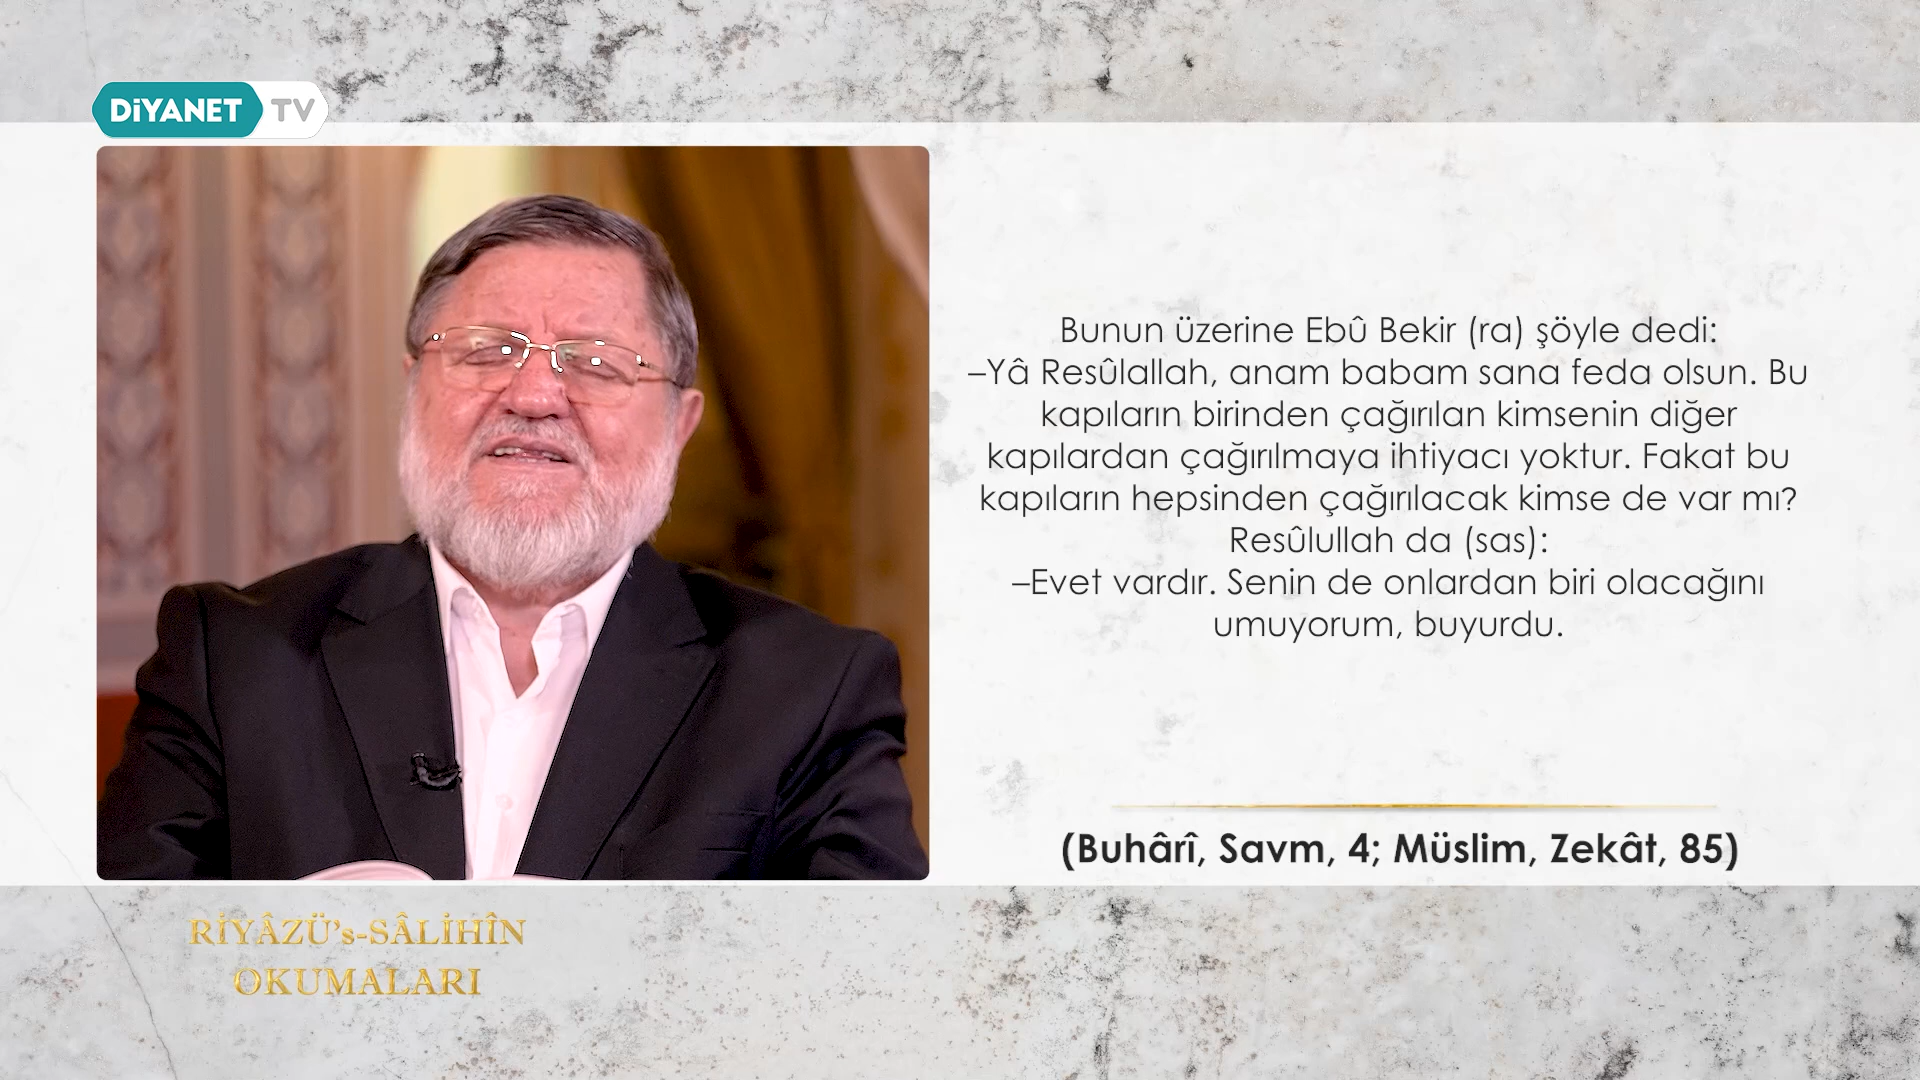 DİYANET TV
Bunun üzerine Ebû Bekir (ra) şöyle dedi:
–Yâ Resûlallah, anam babam sana feda olsun. Bu
kapıların birinden çağırılan kimsenin diğer
kapılardan çağırılmaya ihtiyacı yoktur. Fakat bu
kapıların hepsinden çağırılacak kimse de var mı?
Resûlullah da (sas):
–Evet vardır. Senin de onlardan biri olacağını
umuyorum, buyurdu.
(Buhârî, Savm, 4; Müslim, Zekât, 85)
RİYÂZÜ's-SÂLİHÎN
OKUMALARI